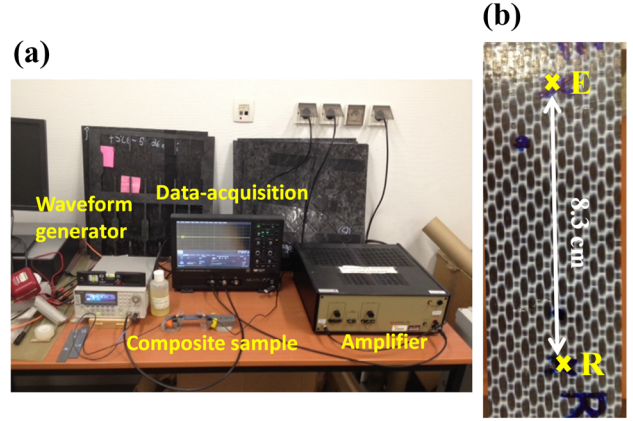 (a)
(b)
E
Data-acquisition
Waveform
generator
8.3 cm
Composite sample
Amplifier
R
R